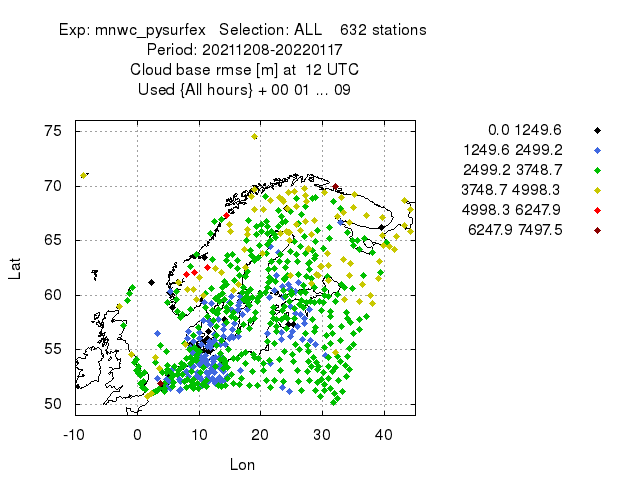 Exp: mnwc_pysurfex   Selection: ALL    632 stations
Period: 20211208-20220117
Cloud base rmse [m] at  12 UTC
Used {All hours} + 00 01 ... 09
0.0 1249.6
1249.6 2499.2
2499.2 3748.7
3748.7 4998.3
4998.3 6247.9
6247.9 7497.5
75
70
65
60
55
50
Lat
-10 0 10 20 30 40
Lon